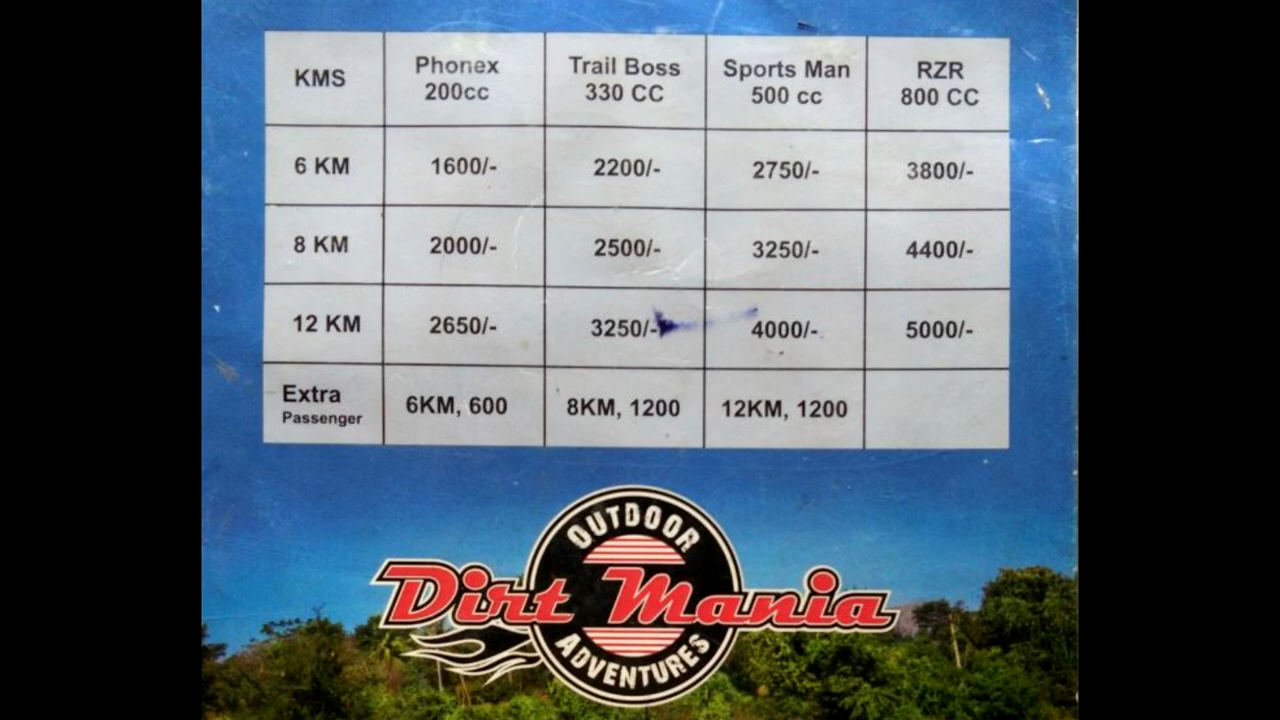 KMS Phonex 200cc Trail Boss 330 CC Sports Man 500 cc RZR 800 CC
6 KM 1600/- 2200/- 2750/- 3800/-
8 KM 2000/- 2500/- 3250/- 4400/-
12 KM 2650/- 3250/- 4000/- 5000/-
Extra Passenger 6KM, 600 8KM, 1200 12KM, 1200
OUTDOOR
Dirt Mania
ADVENTURES